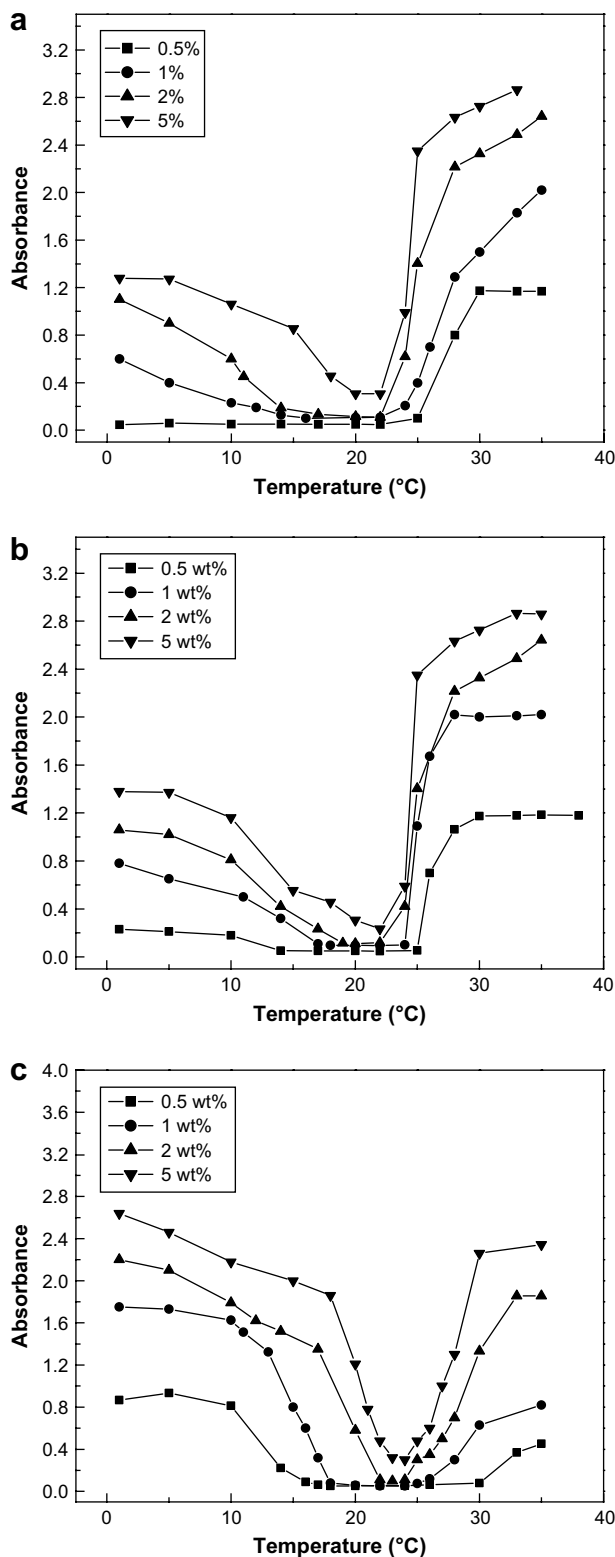 a
3.2
2.8
2.4
2.0
1.6
1.2
0.8
0.4
0.0
Absorbance
0.5%
1%
2%
5%
0 10 20 30 40
Temperature (°C)
b
3.2
2.8
2.4
2.0
1.6
1.2
0.8
0.4
0.0
Absorbance
0.5 wt%
1 wt%
2 wt%
5 wt%
0 10 20 30 40
Temperature (°C)
c
4.0
3.6
3.2
2.8
2.4
2.0
1.6
1.2
0.8
0.4
0.0
Absorbance
0.5 wt%
1 wt%
2 wt%
5 wt%
0 10 20 30 40
Temperature (°C)